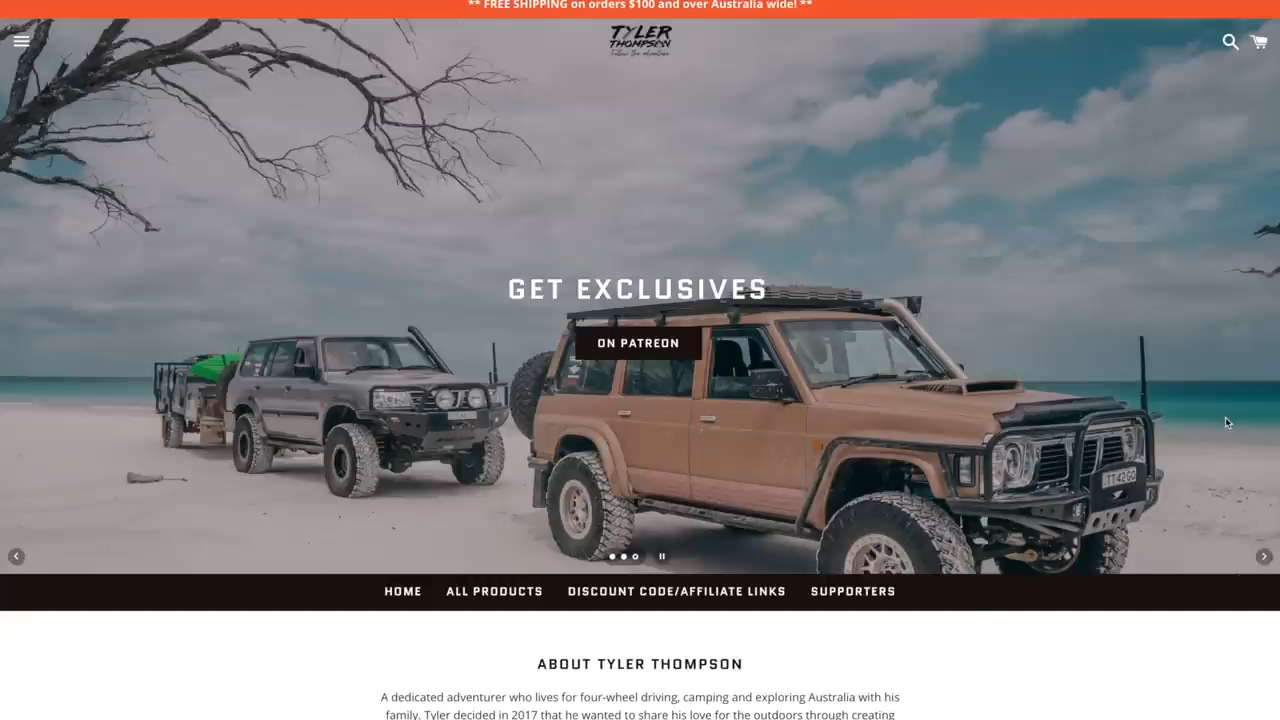 ** FREE SHIPPING on orders $100 and over Australia wide! **
TYLER
THOMPSON
Follow the adventure
GET EXCLUSIVES
ON PATREON
HOME ALL PRODUCTS DISCOUNT CODE/AFFILIATE LINKS SUPPORTERS
ABOUT TYLER THOMPSON
A dedicated adventurer who lives for four-wheel driving, camping and exploring Australia with his
family. Tyler decided in 2017 that he wanted to share his love for the outdoors through creating